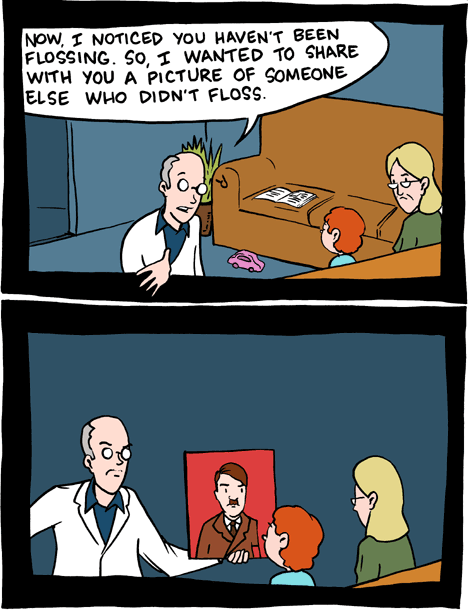 NOW, I NOTICED YOU HAVEN'T BEEN
FLOSSING. SO, I WANTED TO SHARE
WITH YOU A PICTURE OF SOMEONE
ELSE WHO DIDN'T FLOSS.